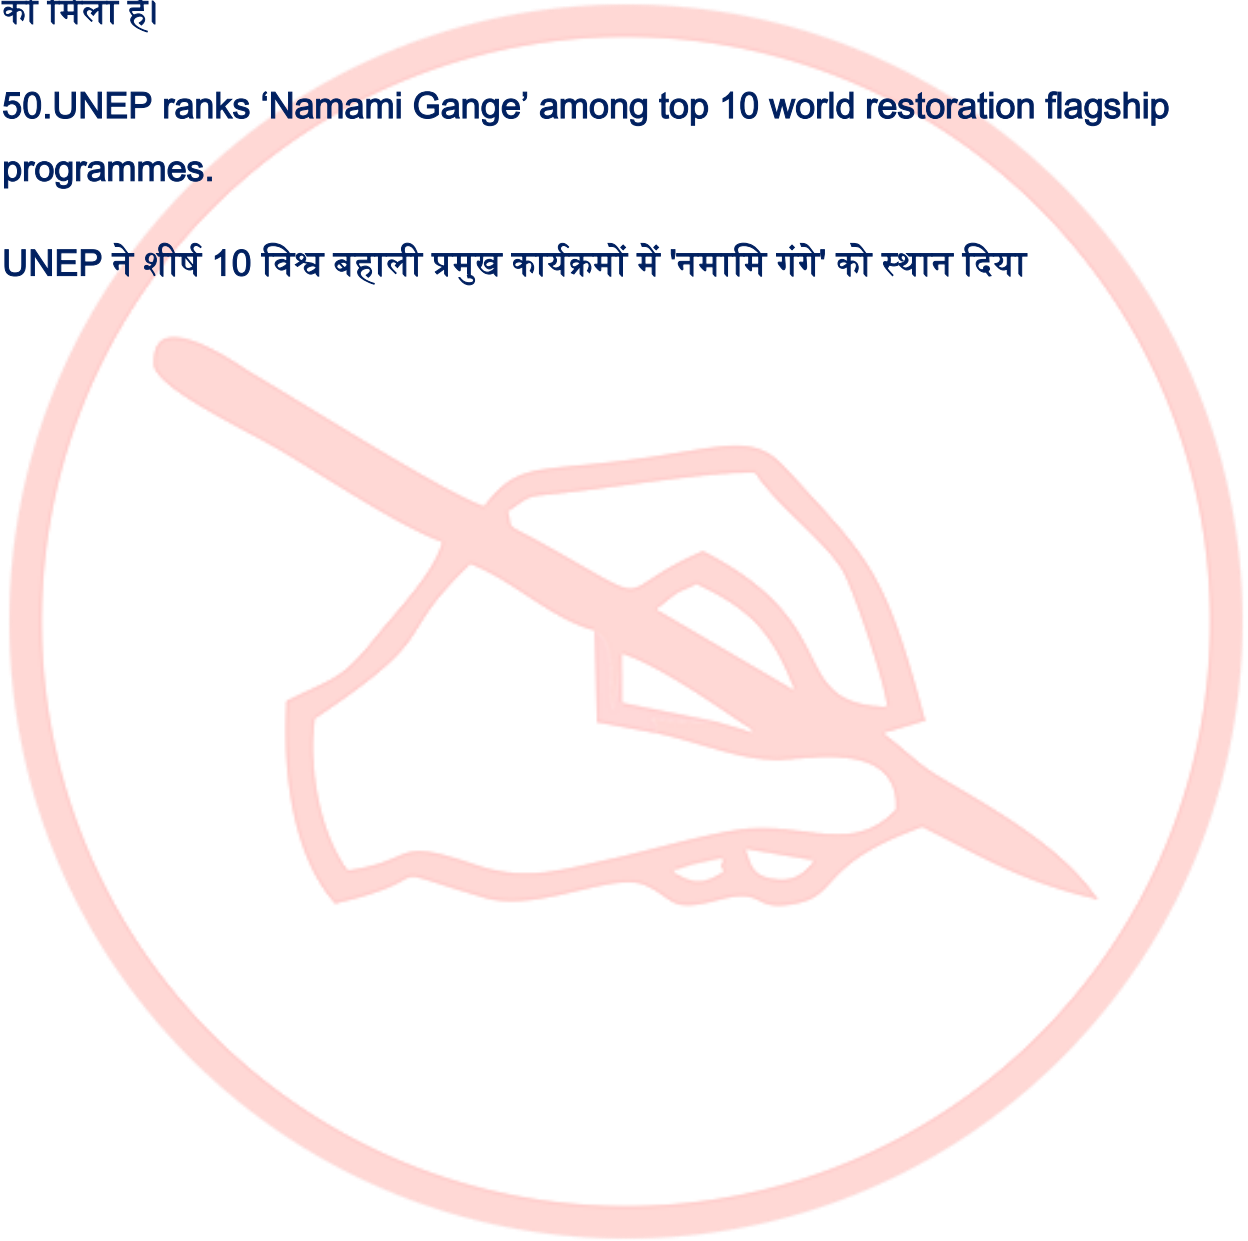 को मिला है।
50.UNEP ranks ‘Namami Gange’ among top 10 world restoration flagship
programmes.
UNEP ने शीर्ष 10 विश्व बहाली प्रमुख कार्यक्रमों में 'नमामि गंगे' को स्थान दिया